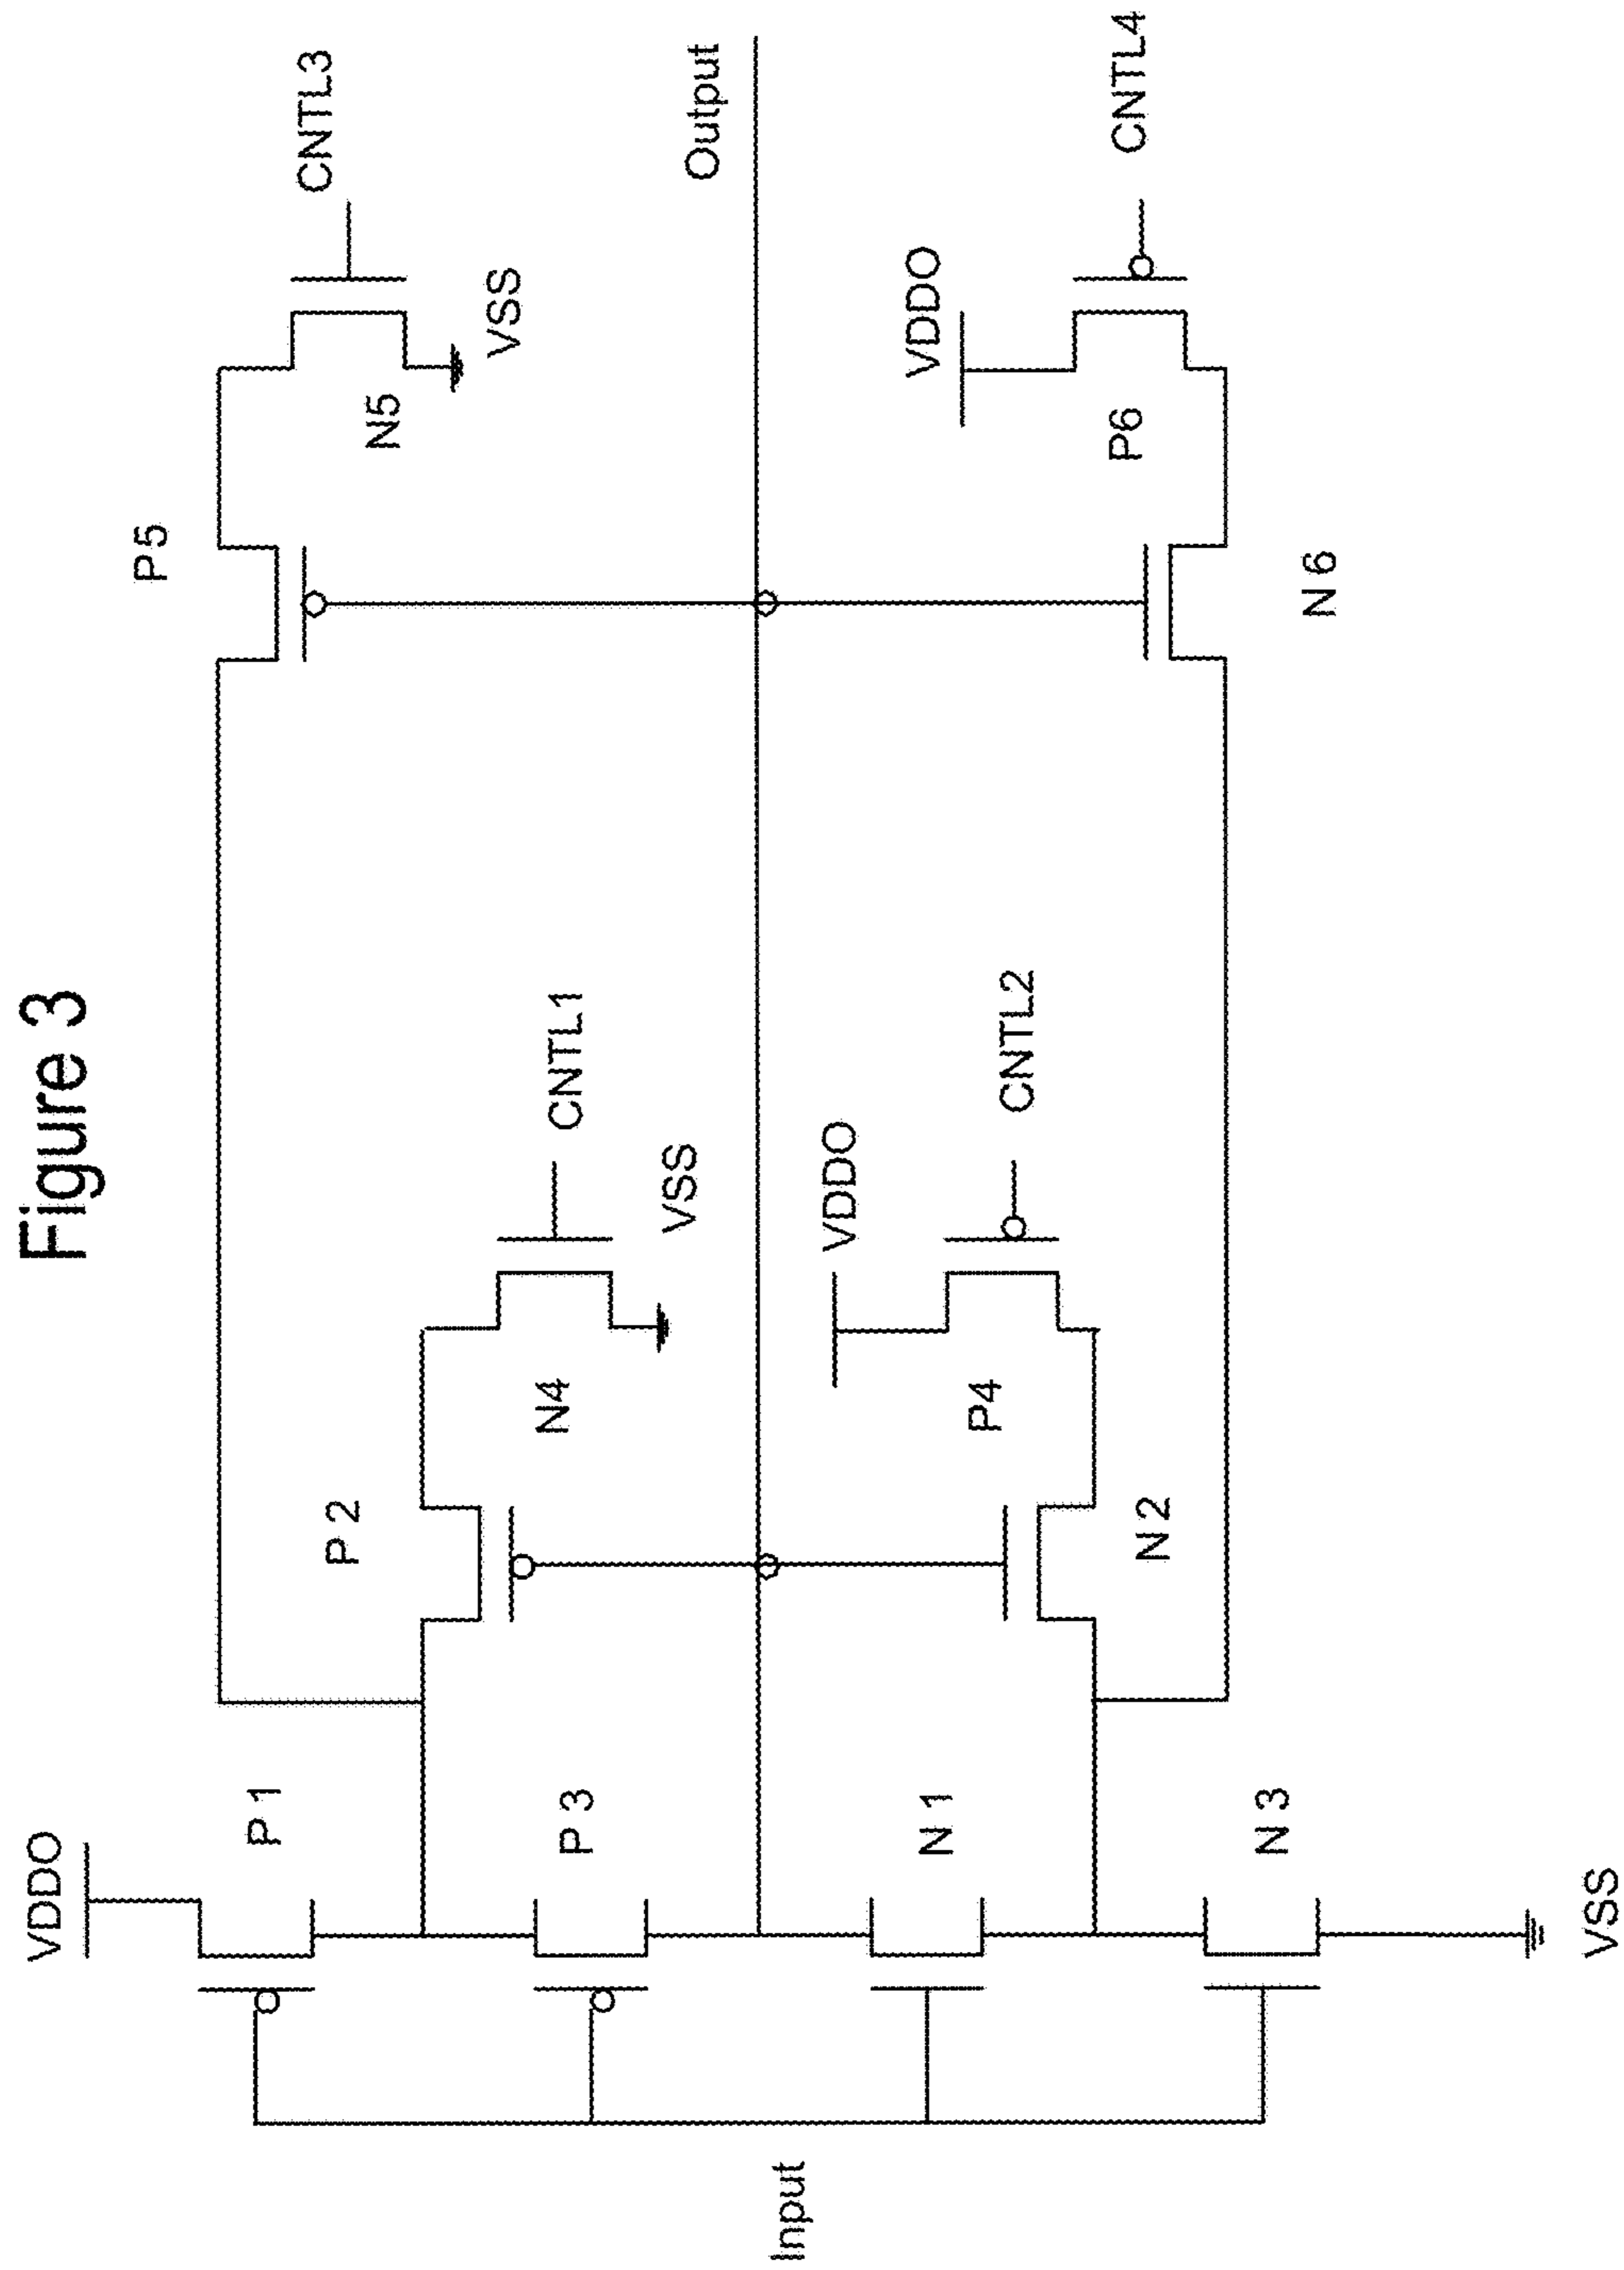 Figure 3
VDDO
P 1
P 5
CNTL3
N5
VSS
P 2
N4
CNTL1
VSS
P 3
Output
Input
VDDO
CNTL2
P4
N 1
N 2
VDDO
CNTL4
P6
N 6
N 3
VSS